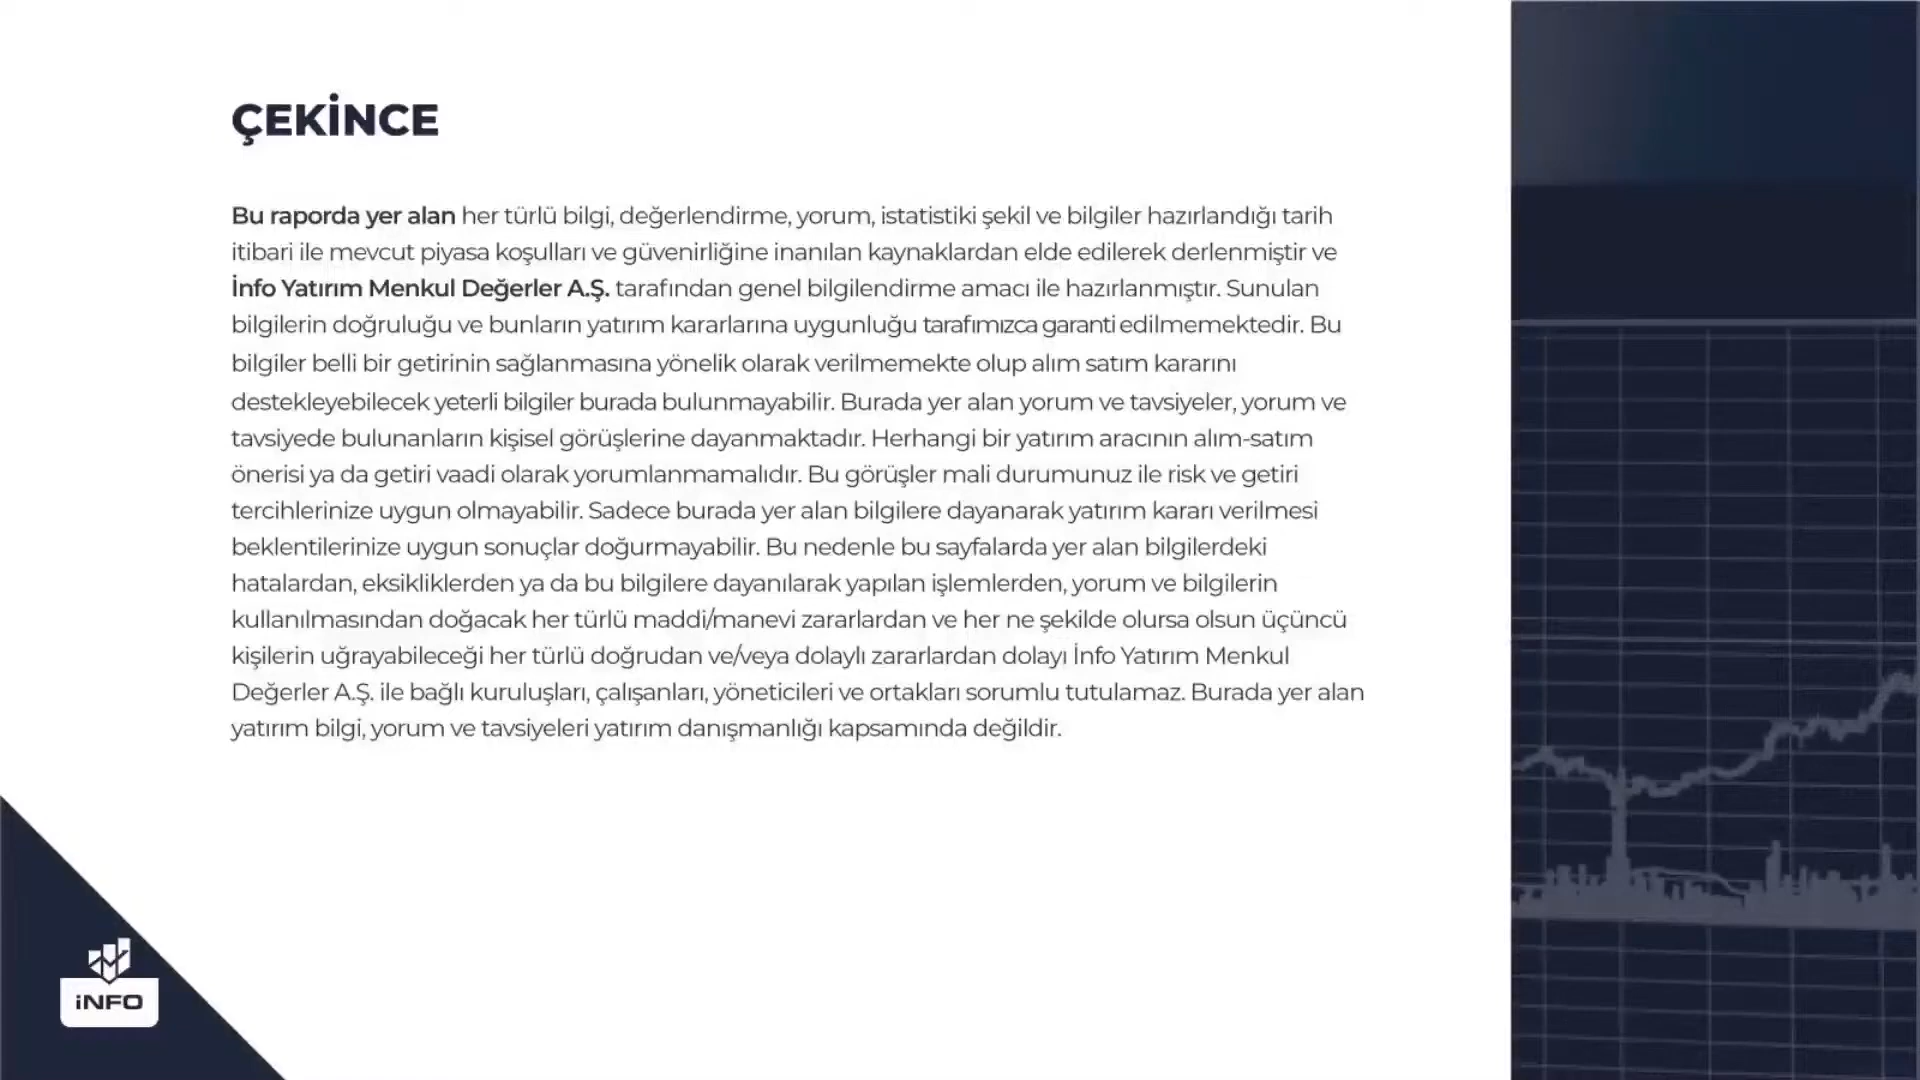 ÇEKİNCE
Bu raporda yer alan her türlü bilgi, değerlendirme, yorum, istatistiki şekil ve bilgiler hazırlandığı tarih
itibari ile mevcut piyasa koşulları ve güvenirliğine inanılan kaynaklardan elde edilerek derlenmiştir ve
İnfo Yatırım Menkul Değerler A.Ş. tarafından genel bilgilendirme amacı ile hazırlanmıştır. Sunulan
bilgilerin doğruluğu ve bunların yatırım kararlarına uygunluğu tarafımızca garanti edilmemektedir. Bu
bilgiler belli bir getirinin sağlanmasına yönelik olarak verilmemekte olup alım satım kararını
destekleyebilecek yeterli bilgiler burada bulunmayabilir. Burada yer alan yorum ve tavsiyeler, yorum ve
tavsiyede bulunanların kişisel görüşlerine dayanmaktadır. Herhangi bir yatırım aracının alım-satım
önerisi ya da getiri vaadi olarak yorumlanmamalıdır. Bu görüşler mali durumunuz ile risk ve getiri
tercihlerinize uygun olmayabilir. Sadece burada yer alan bilgilere dayanarak yatırım kararı verilmesi
beklentilerinize uygun sonuçlar doğurmayabilir. Bu nedenle bu sayfalarda yer alan bilgilerdeki
hatalardan, eksikliklerden ya da bu bilgilere dayanılarak yapılan işlemlerden, yorum ve bilgilerin
kullanılmasından doğacak her türlü maddi/manevi zararlardan ve her ne şekilde olursa olsun üçüncü
kişilerin uğrayabileceği her türlü doğrudan ve/veya dolaylı zararlardan dolayı İnfo Yatırım Menkul
Değerler A.Ş. ile bağlı kuruluşları, çalışanları, yöneticileri ve ortakları sorumlu tutulamaz. Burada yer alan
yatırım bilgi, yorum ve tavsiyeleri yatırım danışmanlığı kapsamında değildir.
iNFO